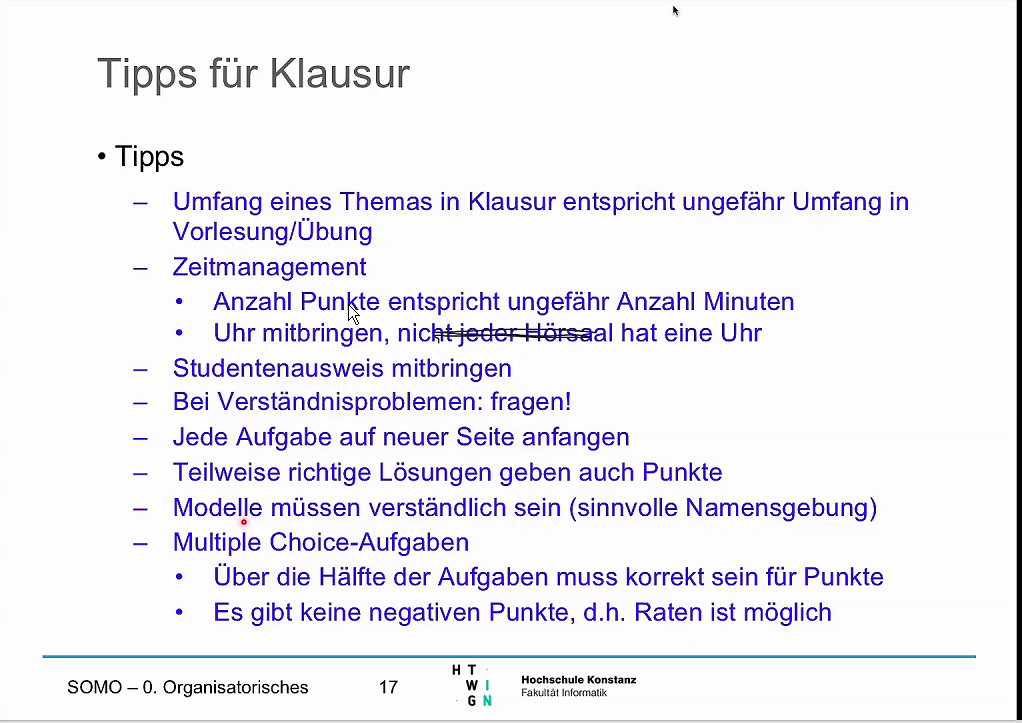 Tipps für Klausur
• Tipps
– Umfang eines Themas in Klausur entspricht ungefähr Umfang in
Vorlesung/Übung
– Zeitmanagement
• Anzahl Punkte entspricht ungefähr Anzahl Minuten
• Uhr mitbringen, nicht jeder Hörsaal hat eine Uhr
– Studentenausweis mitbringen
– Bei Verständnisproblemen: fragen!
– Jede Aufgabe auf neuer Seite anfangen
– Teilweise richtige Lösungen geben auch Punkte
– Modelle müssen verständlich sein (sinnvolle Namensgebung)
– Multiple Choice-Aufgaben
• Über die Hälfte der Aufgaben muss korrekt sein für Punkte
• Es gibt keine negativen Punkte, d.h. Raten ist möglich
SOMO – 0. Organisatorisches
17
H T
W I
G N
Hochschule Konstanz
Fakultät Informatik